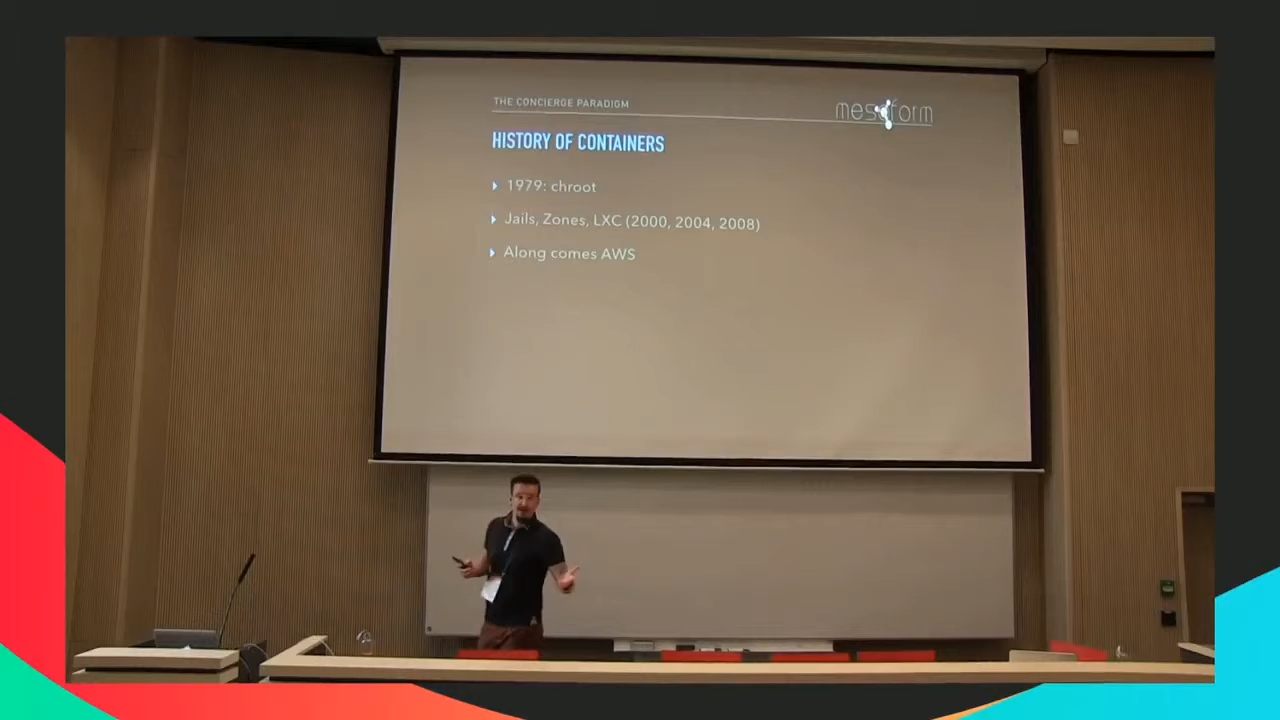 THE CONCIERGE PARADIGM
mesoform
HISTORY OF CONTAINERS
1979: chroot
Jails, Zones, LXC (2000, 2004, 2008)
Along comes AWS